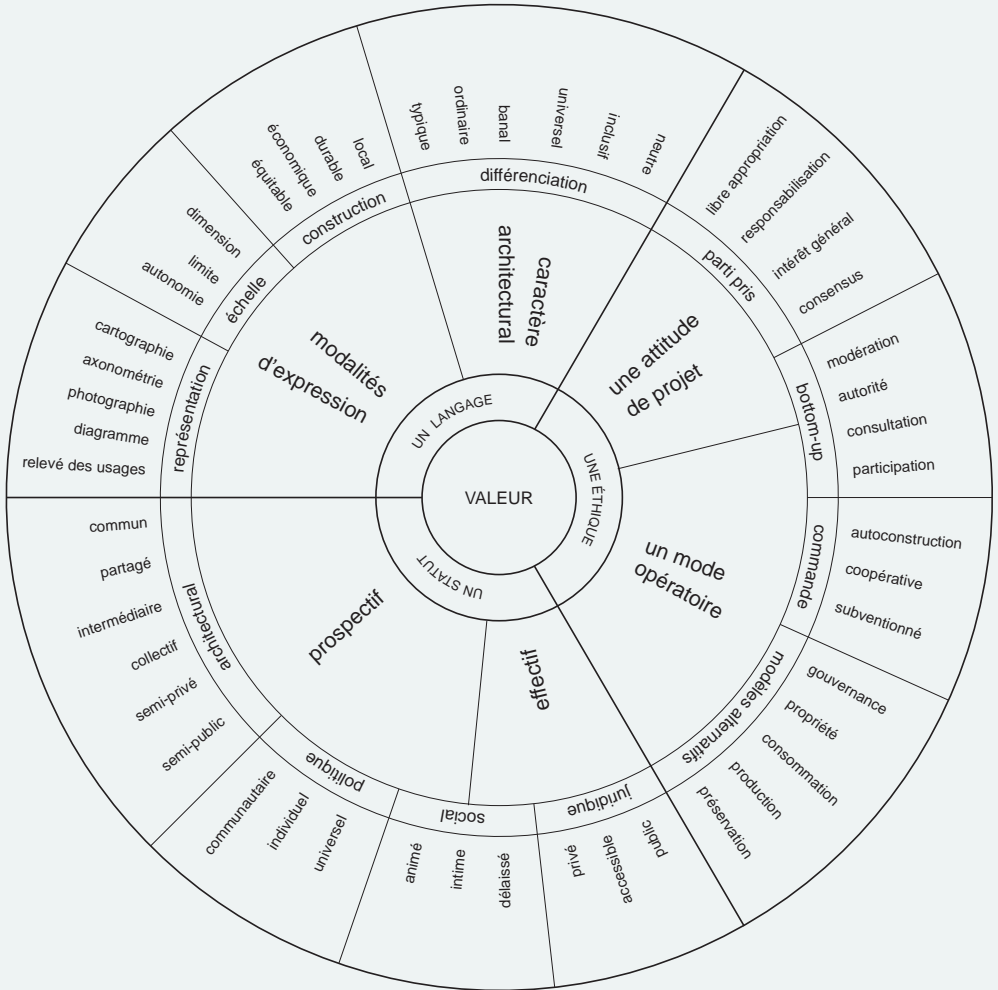 VALEUR
UN LANGAGE
UNE ÉTHIQUE
UN STATUT
modalités
d’expression
caractère
architectural
une attitude
de projet
un mode
opératoire
effectif
prospectif
représentation
échelle
construction
différenciation
parti pris
bottom-up
commande
modèles alternatifs
juridique
social
politique
architectural
relevé des usages
diagramme
photographie
axonométrie
cartographie
autonomie
limite
dimension
équitable
économique
durable
local
typique
ordinaire
banal
universel
inclusif
neutre
libre appropriation
responsabilisation
intérêt général
consensus
modération
autorité
consultation
participation
autoconstruction
coopérative
subventionné
gouvernance
propriété
consommation
production
préservation
public
accessible
privé
délaissé
intime
animé
universel
individuel
communautaire
semi-public
semi-privé
collectif
intermédiaire
partagé
commun